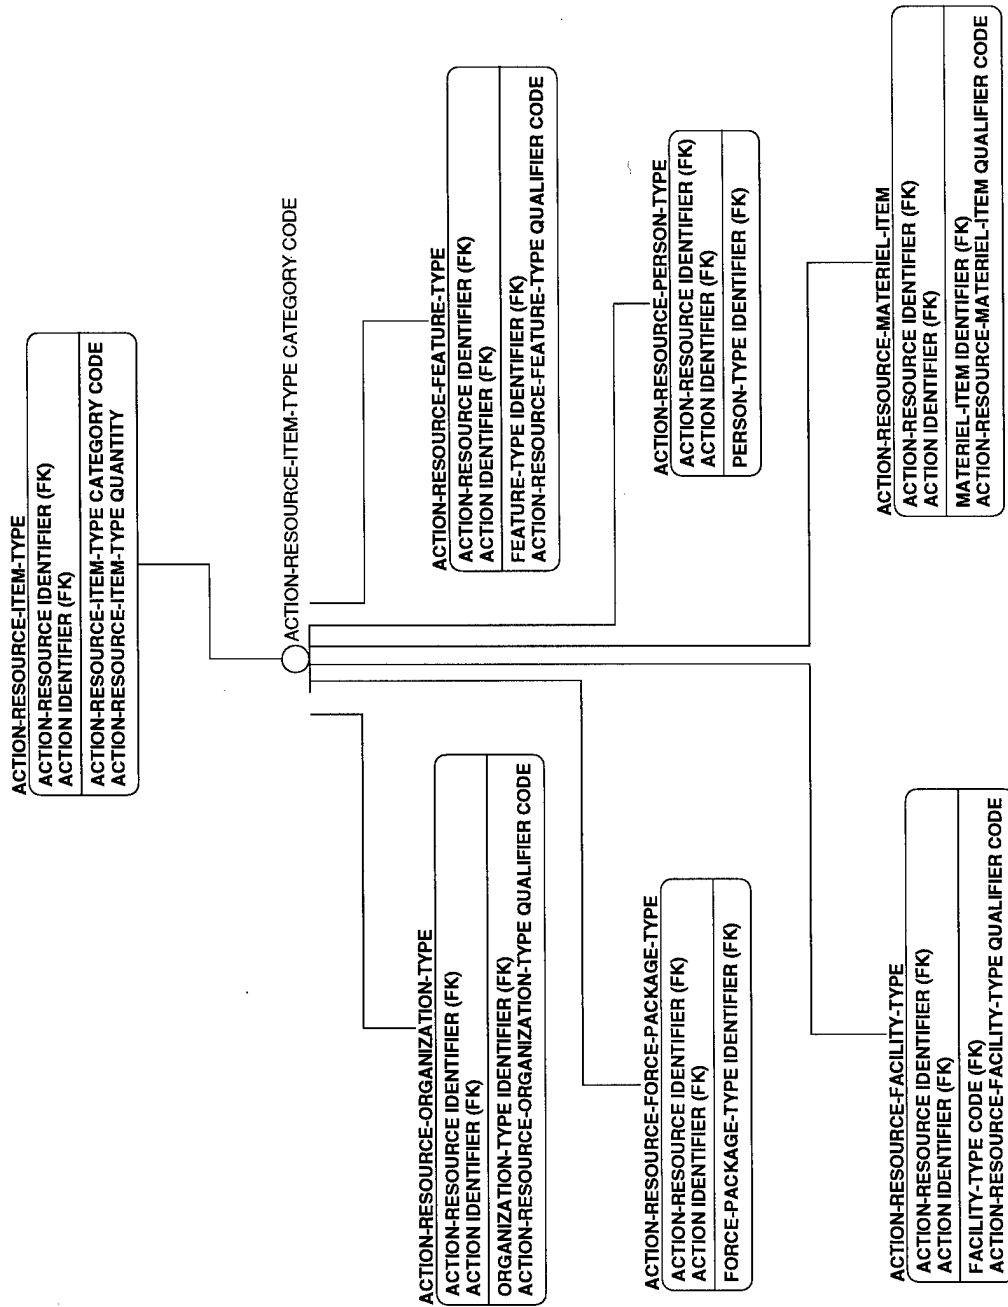 ACTION-RESOURCE-ITEM-TYPE
ACTION-RESOURCE IDENTIFIER (FK)
ACTION IDENTIFIER (FK)
ACTION-RESOURCE-ITEM-TYPE CATEGORY CODE
ACTION-RESOURCE-ITEM-TYPE QUANTITY
ACTION-RESOURCE-ITEM-TYPE CATEGORY CODE
ACTION-RESOURCE-ORGANIZATION-TYPE
ACTION-RESOURCE IDENTIFIER (FK)
ACTION IDENTIFIER (FK)
ORGANIZATION-TYPE IDENTIFIER (FK)
ACTION-RESOURCE-ORGANIZATION-TYPE QUALIFIER CODE
ACTION-RESOURCE-FEATURE-TYPE
ACTION-RESOURCE IDENTIFIER (FK)
ACTION IDENTIFIER (FK)
FEATURE-TYPE IDENTIFIER (FK)
ACTION-RESOURCE-FEATURE-TYPE QUALIFIER CODE
ACTION-RESOURCE-FORCE-PACKAGE-TYPE
ACTION-RESOURCE IDENTIFIER (FK)
ACTION IDENTIFIER (FK)
FORCE-PACKAGE-TYPE IDENTIFIER (FK)
ACTION-RESOURCE-PERSON-TYPE
ACTION-RESOURCE IDENTIFIER (FK)
ACTION IDENTIFIER (FK)
PERSON-TYPE IDENTIFIER (FK)
ACTION-RESOURCE-FACILITY-TYPE
ACTION-RESOURCE IDENTIFIER (FK)
ACTION IDENTIFIER (FK)
FACILITY-TYPE CODE (FK)
ACTION-RESOURCE-FACILITY-TYPE QUALIFIER CODE
ACTION-RESOURCE-MATERIEL-ITEM
ACTION-RESOURCE IDENTIFIER (FK)
ACTION IDENTIFIER (FK)
MATERIEL-ITEM IDENTIFIER (FK)
ACTION-RESOURCE-MATERIEL-ITEM QUALIFIER CODE